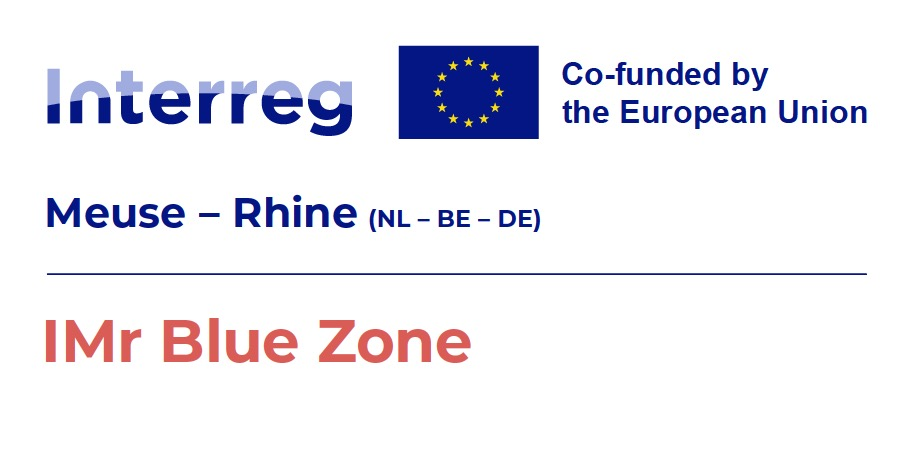 Interreg
Co-funded by
the European Union
Meuse – Rhine (NL – BE – DE)
IMr Blue Zone